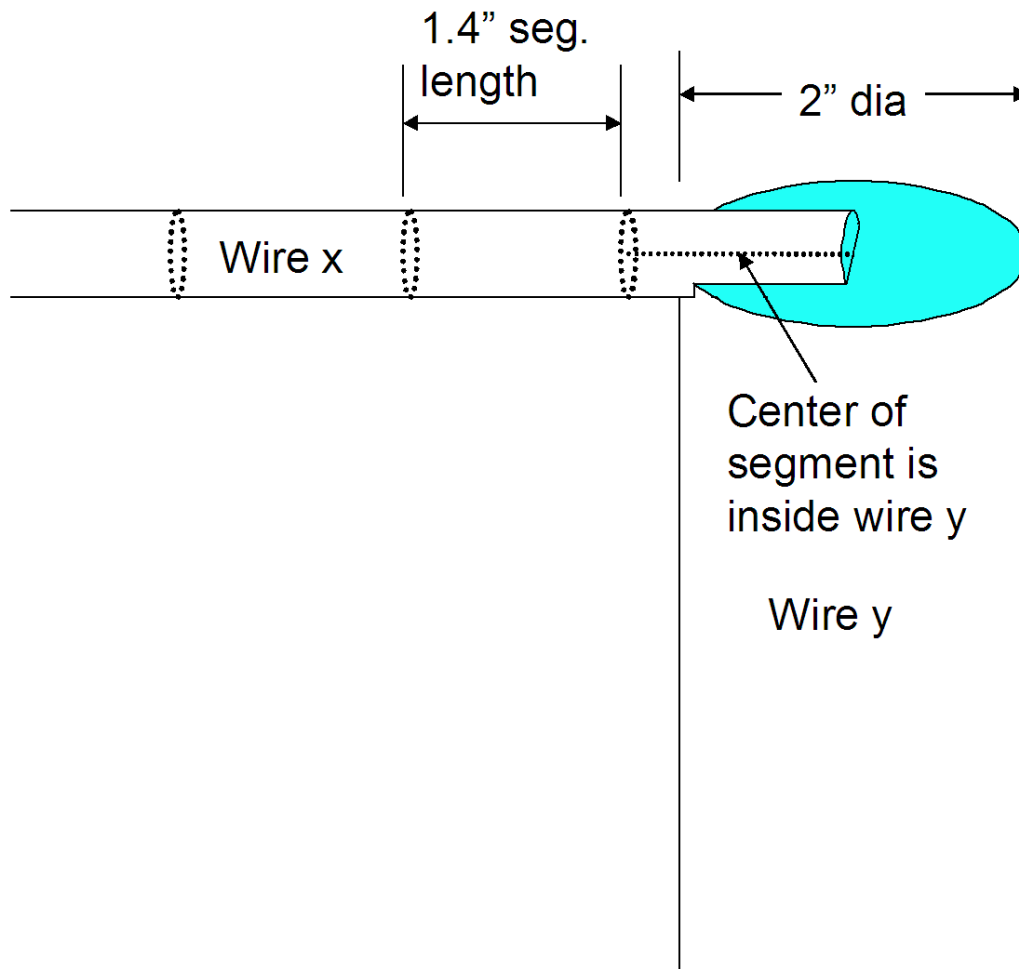 1.4” seg.
length
2” dia
Wire x
Center of
segment is
inside wire y
Wire y